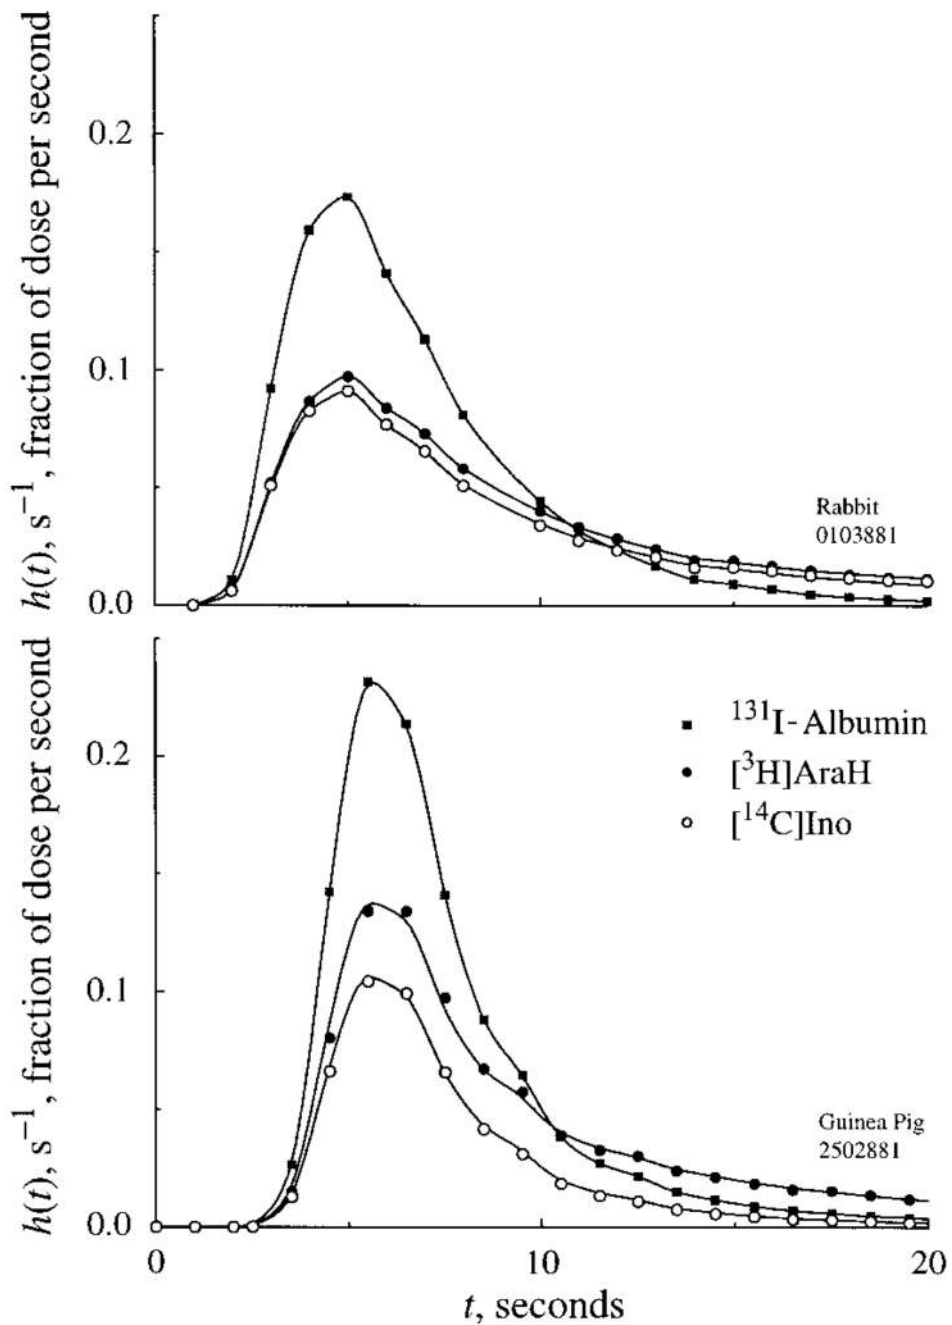 h(t), s⁻¹, fraction of dose per second
0.2
0.1
0.0
Rabbit
0103881
h(t), s⁻¹, fraction of dose per second
0.2
0.1
0.0
¹³¹I-Albumin
[³H]AraH
[¹⁴C]Ino
Guinea Pig
2502881
0
10
20
t, seconds